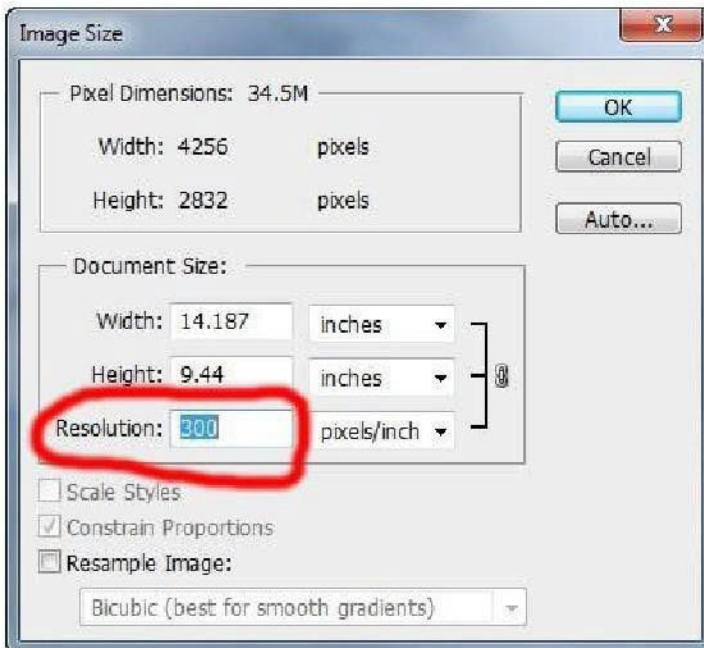 Image Size
Pixel Dimensions: 34.5M
Width: 4256 pixels
Height: 2832 pixels
OK
Cancel
Auto...
Document Size:
Width: 14.187 inches
Height: 9.44 inches
Resolution: 300 pixels/inch
Scale Styles
Constrain Proportions
Resample Image:
Bicubic (best for smooth gradients)